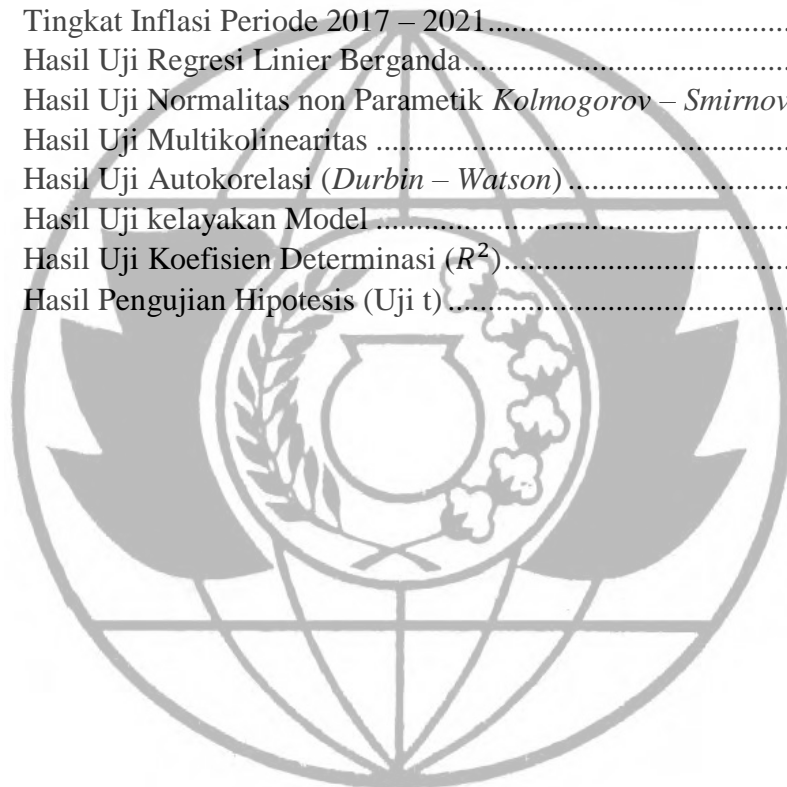 Tingkat Inflasi Periode 2017 – 2021..........................................
Hasil Uji Regresi Linier Berganda.............................................
Hasil Uji Normalitas non Parametik Kolmogorov – Smirnov
Hasil Uji Multikolinearitas .........................................................
Hasil Uji Autokorelasi (Durbin – Watson)..............................
Hasil Uji kelayakan Model.........................................................
Hasil Uji Koefisien Determinasi (R²).......................................
Hasil Pengujian Hipotesis (Uji t)...............................................